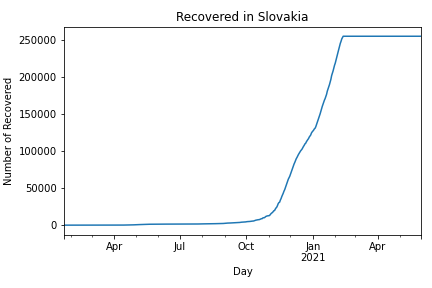 Recovered in Slovakia
Number of Recovered
250000
200000
150000
100000
50000
0
Apr
Jul
Oct
Jan
2021
Apr
Day